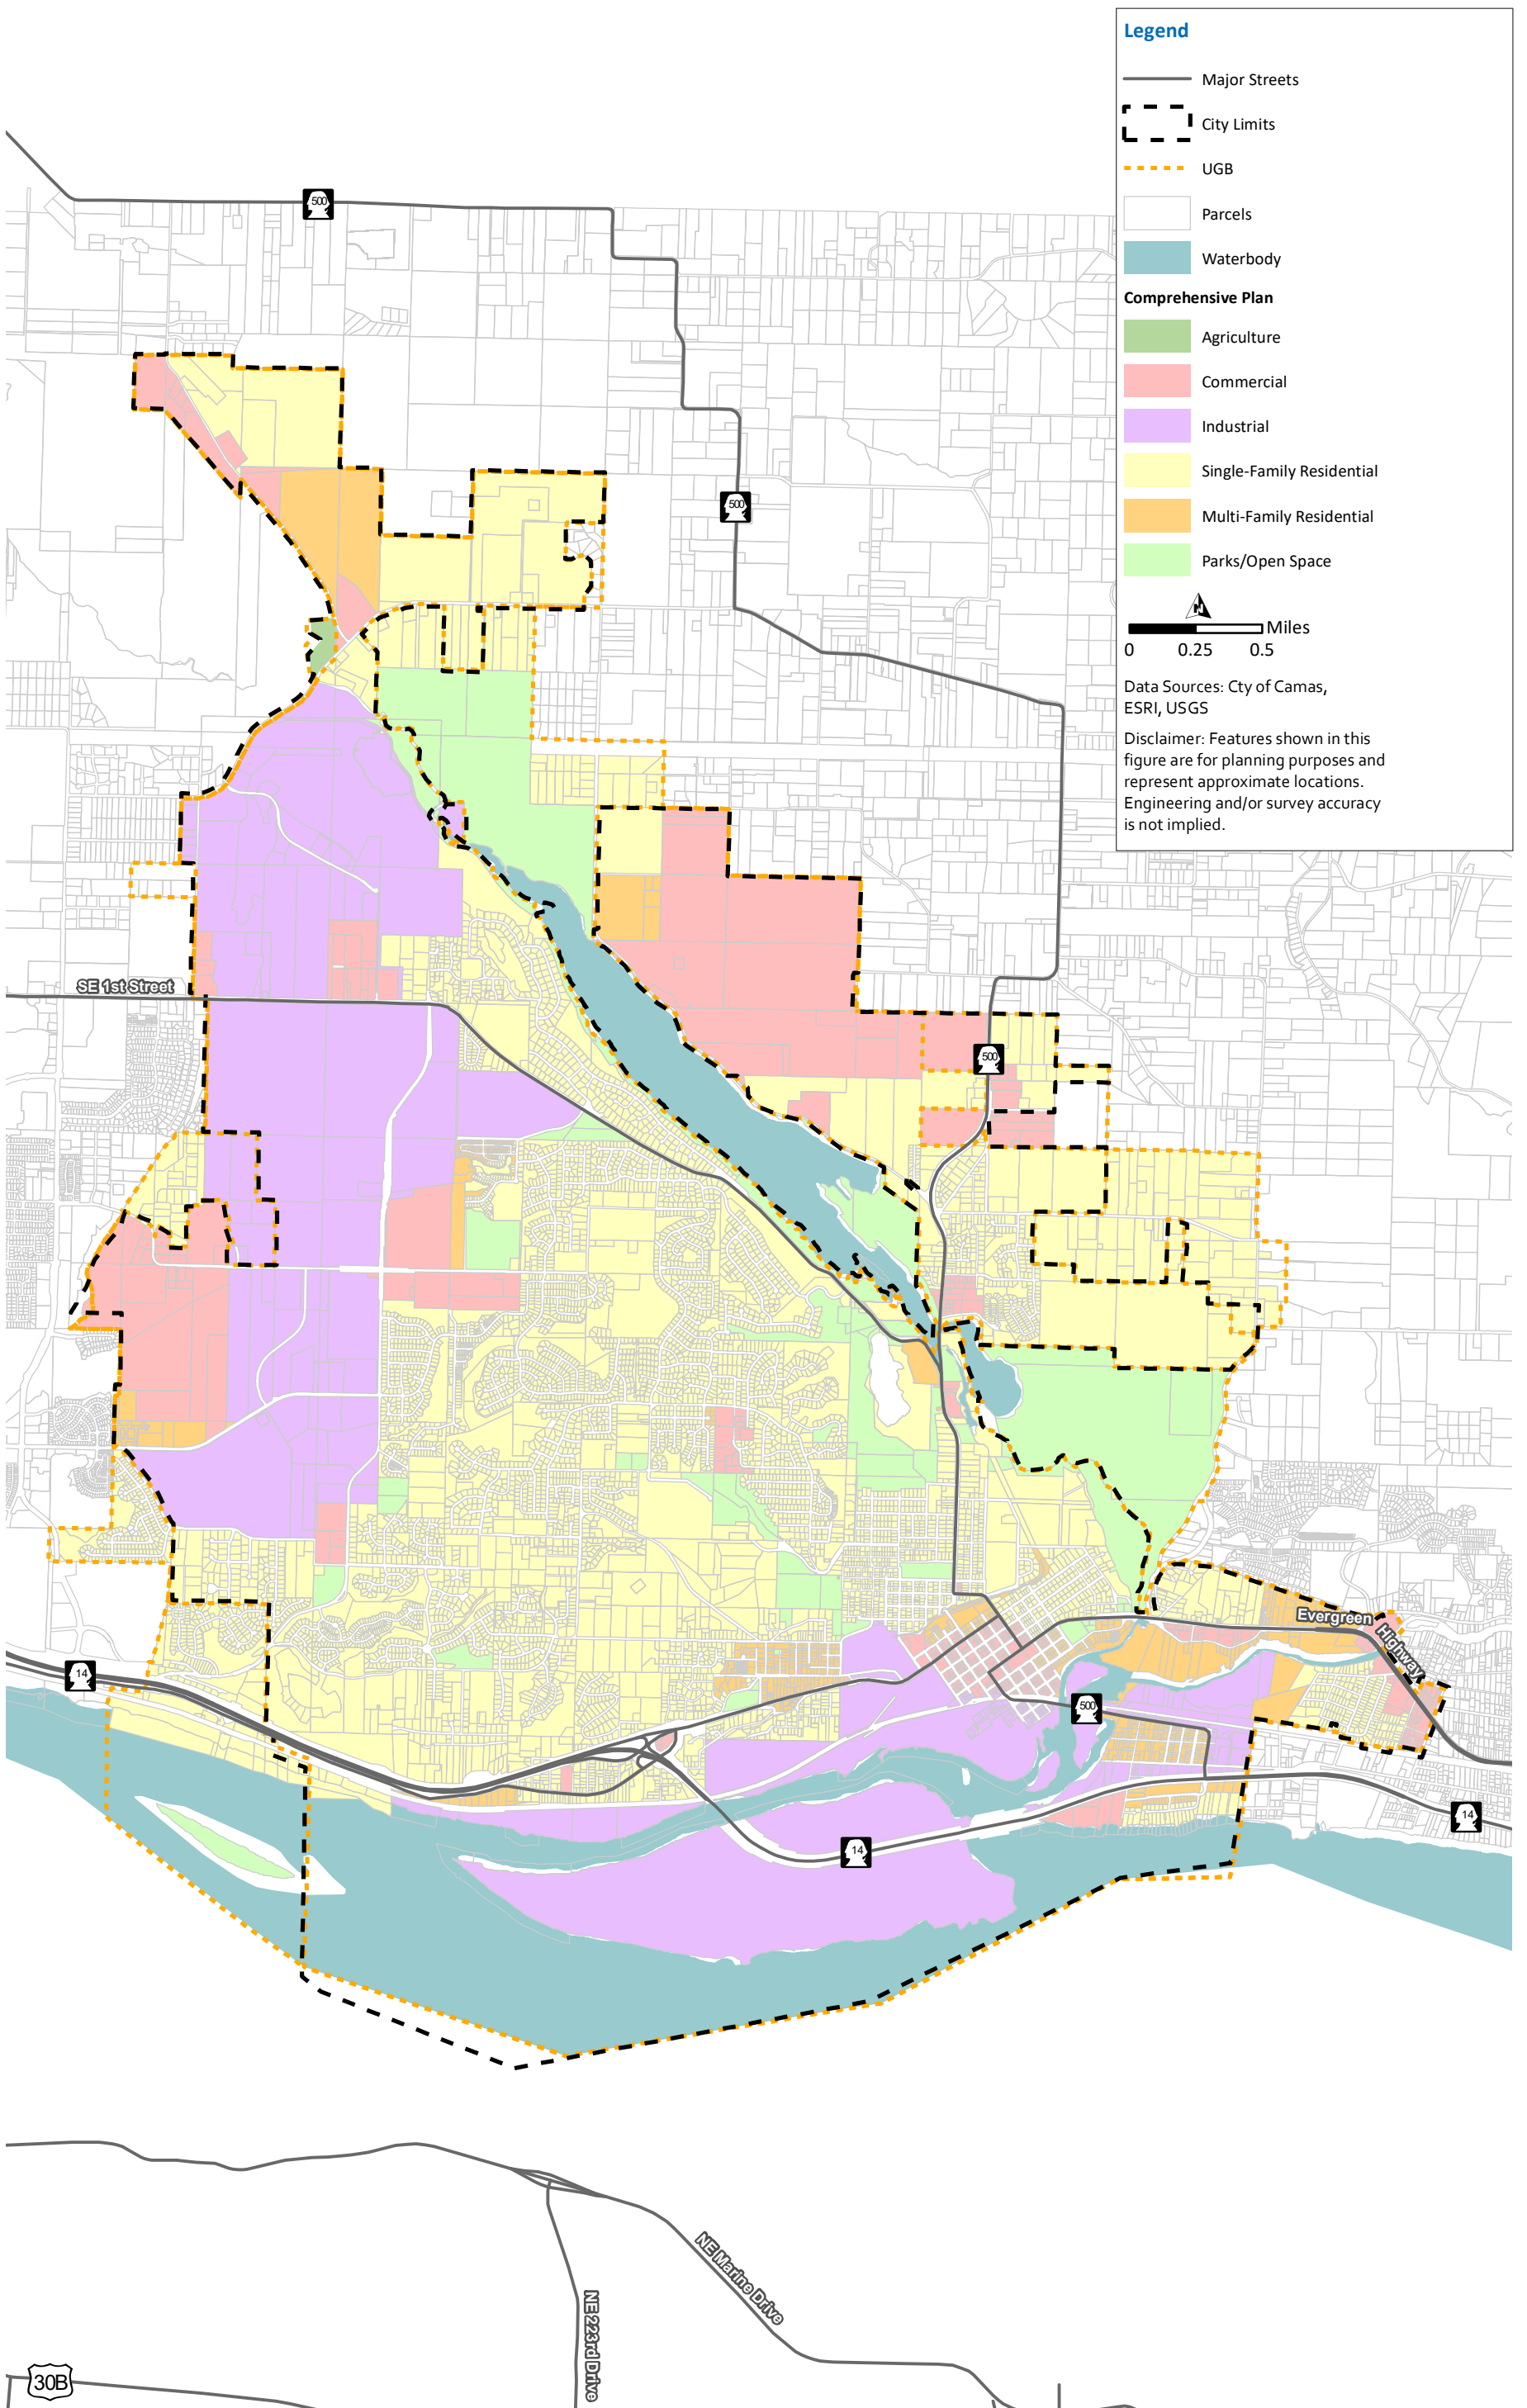 Legend
Major Streets
City Limits
UGB
Parcels
Waterbody
Comprehensive Plan
Agriculture
Commercial
Industrial
Single-Family Residential
Multi-Family Residential
Parks/Open Space
Miles
0 0.25 0.5
Data Sources: Cty of Camas,
ESRI, USGS
Disclaimer: Features shown in this
figure are for planning purposes and
represent approximate locations.
Engineering and/or survey accuracy
is not implied.
500
500
SE 1st Street
500
Evergreen
Highway
14
500
14
14
NE Marine Drive
NE 223rd Drive
30B